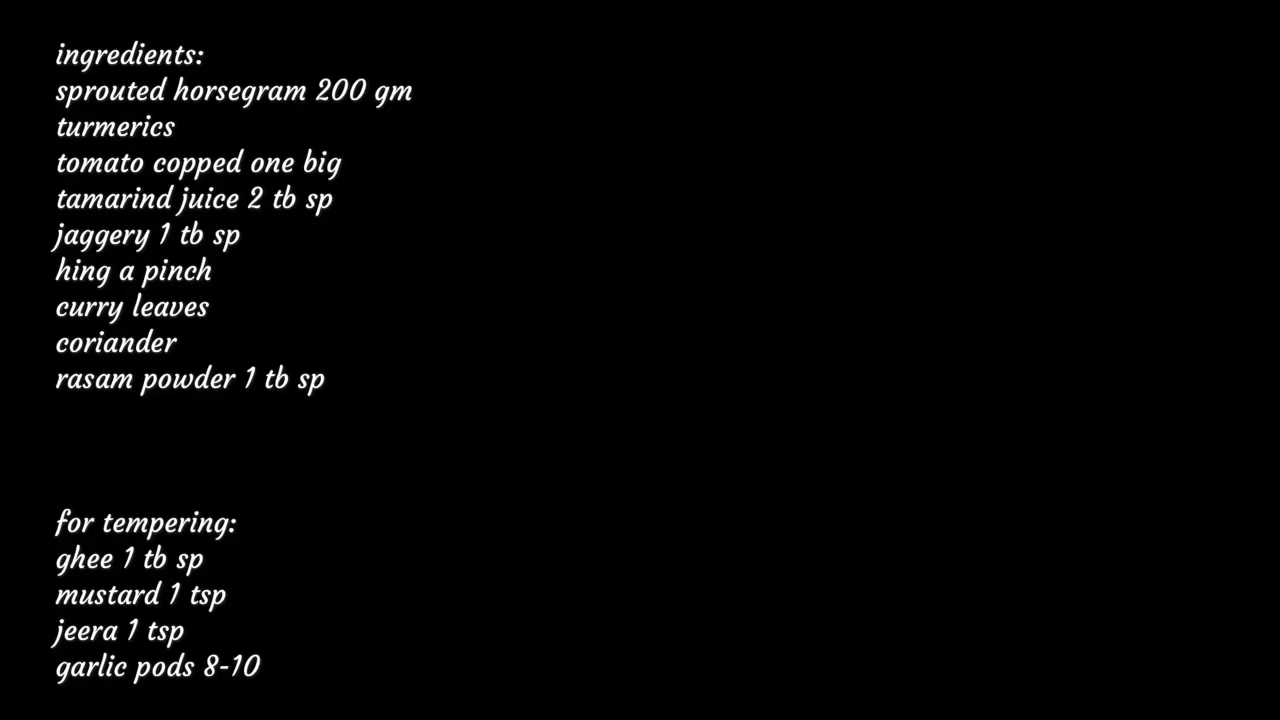 ingredients:
sprouted horsegram 200 gm
turmerics
tomato copped one big
tamarind juice 2 tb sp
jaggery 1 tb sp
hing a pinch
curry leaves
coriander
rasam powder 1 tb sp
for tempering:
ghee 1 tb sp
mustard 1 tsp
jeera 1 tsp
garlic pods 8-10